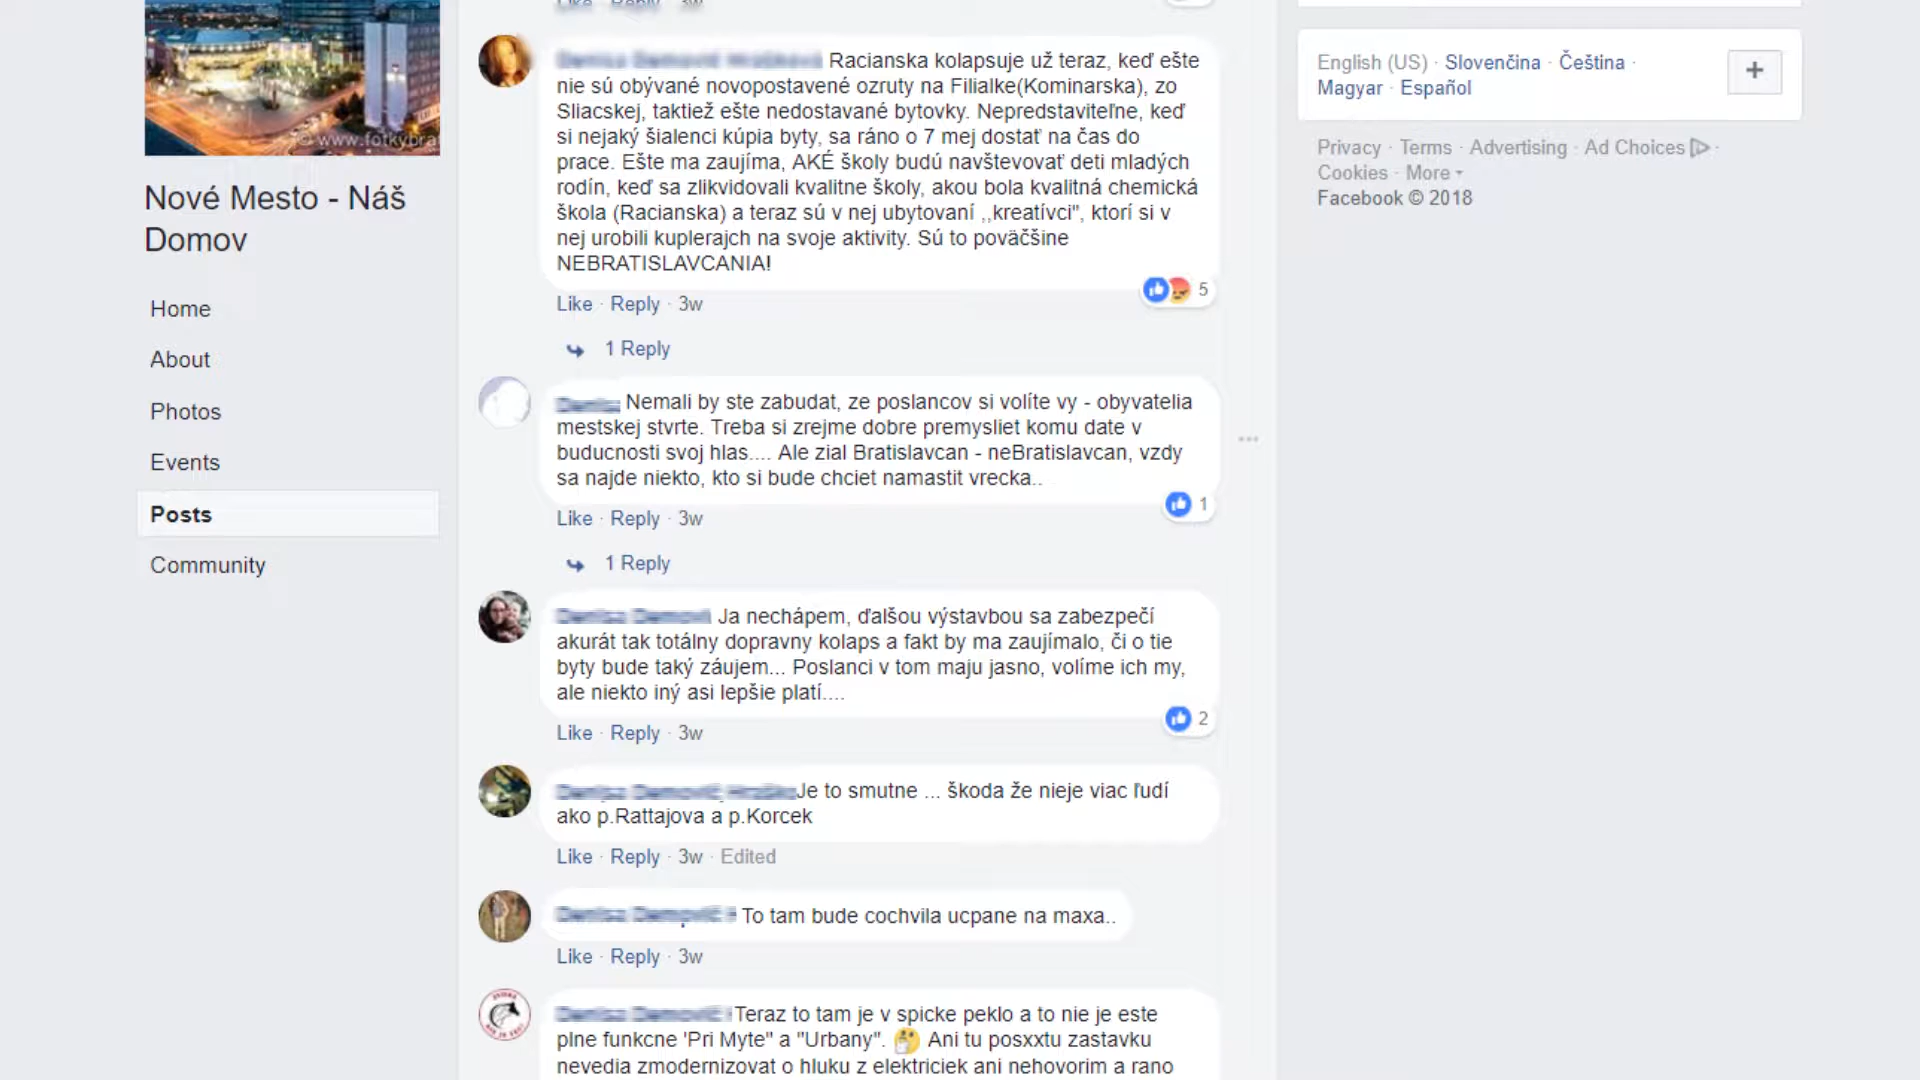 © www.fotkybra
Nové Mesto - Náš
Domov
Home
About
Photos
Events
Posts
Community
Like · Reply · 3w
Racianska kolapsuje už teraz, keď ešte
nie sú obývané novopostavené ozruty na Filialke(Kominarska), zo
Sliacskej, taktiež ešte nedostavané bytovky. Nepredstaviteľne, keď
si nejaký šialenci kúpia byty, sa ráno o 7 mej dostať na čas do
prace. Ešte ma zaujíma, AKÉ školy budú navštevovať deti mladých
rodín, keď sa zlikvidovali kvalitne školy, akou bola kvalitná chemická
škola (Racianska) a teraz sú v nej ubytovaní ,,kreatívci", ktorí si v
nej urobili kuplerajch na svoje aktivity. Sú to poväčšine
NEBRATISLAVCANIA!
5
Like · Reply · 3w
1 Reply
Nemali by ste zabudat, ze poslancov si volíte vy - obyvatelia
mestskej stvrte. Treba si zrejme dobre premysliet komu date v
buducnosti svoj hlas.... Ale zial Bratislavcan - neBratislavcan, vzdy
sa najde niekto, kto si bude chciet namastit vrecka..
1
Like · Reply · 3w
1 Reply
Ja nechápem, ďalšou výstavbou sa zabezpečí
akurát tak totálny dopravny kolaps a fakt by ma zaujímalo, či o tie
byty bude taký záujem... Poslanci v tom maju jasno, volíme ich my,
ale niekto iný asi lepšie platí....
2
Like · Reply · 3w
Je to smutne ... škoda že nieje viac ľudí
ako p.Rattajova a p.Korcek
Like · Reply · 3w · Edited
To tam bude cochvila ucpane na maxa..
Like · Reply · 3w
Teraz to tam je v spicke peklo a to nie je este
plne funkcne 'Pri Myte" a "Urbany". 🤔 Ani tu posxxtu zastavku
nevedia zmodernizovat o hluku z elektriciek ani nehovorim a rano
English (US) · Slovenčina · Čeština ·
Magyar · Español
Privacy · Terms · Advertising · Ad Choices ·
Cookies · More
Facebook © 2018